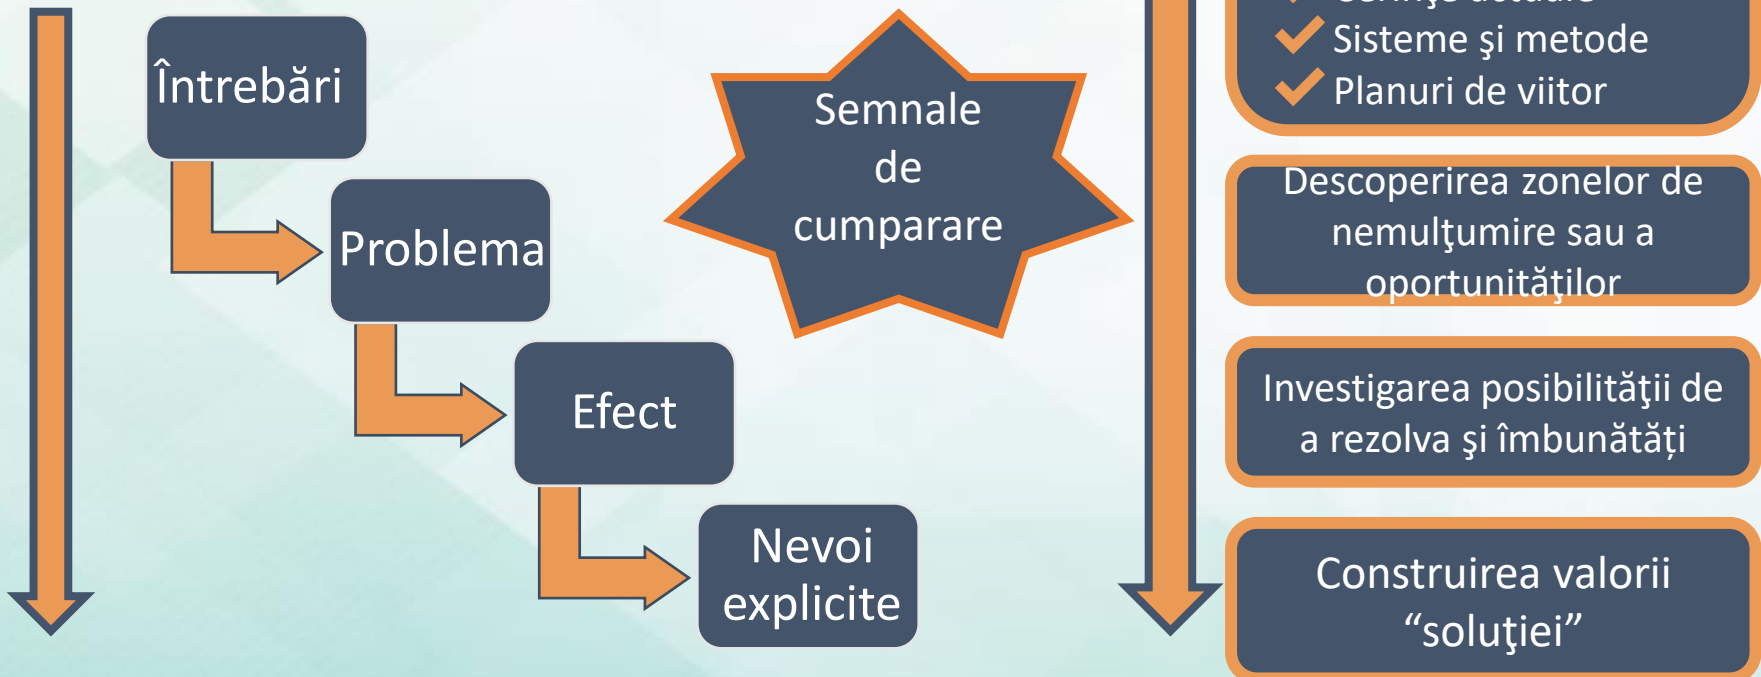 Întrebări
Problema
Efect
Nevoi
explicite
Semnale
de
cumparare
Sisteme şi metode
Planuri de viitor
Descoperirea zonelor de
nemulţumire sau a
oportunităţilor
Investigarea posibilităţii de
a rezolva şi îmbunătăți
Construirea valorii
“soluţiei”